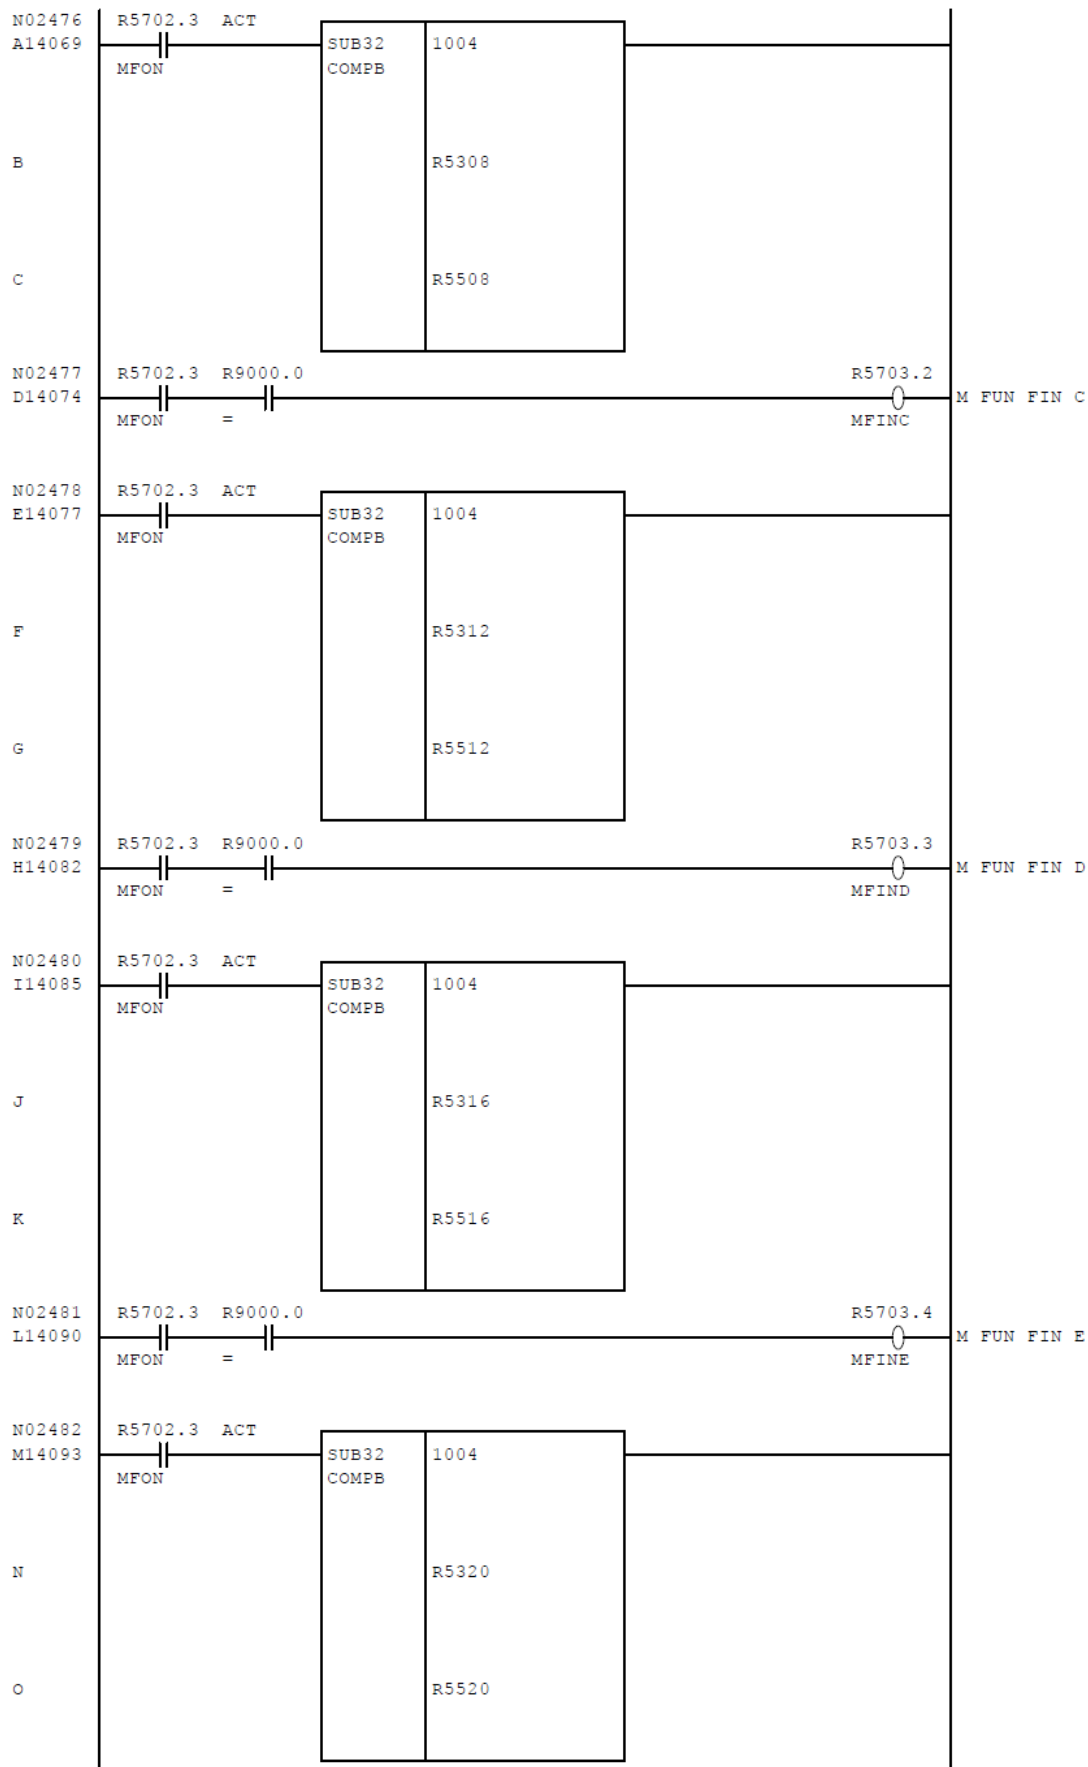 N02476 R5702.3 ACT
A14069 SUB32 1004
MFON COMPB
B R5308
C R5508
N02477 R5702.3 R9000.0 R5703.2
D14074 M FUN FIN C
MFON = MFINC
N02478 R5702.3 ACT
E14077 SUB32 1004
MFON COMPB
F R5312
G R5512
N02479 R5702.3 R9000.0 R5703.3
H14082 M FUN FIN D
MFON = MFIND
N02480 R5702.3 ACT
I14085 SUB32 1004
MFON COMPB
J R5316
K R5516
N02481 R5702.3 R9000.0 R5703.4
L14090 M FUN FIN E
MFON = MFINE
N02482 R5702.3 ACT
M14093 SUB32 1004
MFON COMPB
N R5320
O R5520